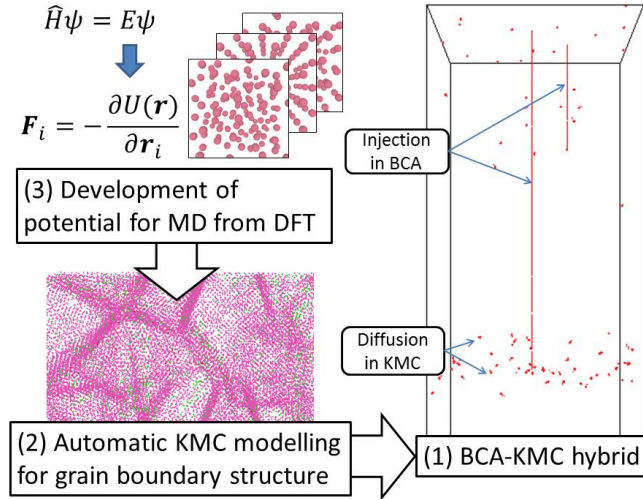 Ĥψ = Eψ
F_i = − ∂U(r) / ∂r_i
(3) Development of
potential for MD from DFT
(2) Automatic KMC modelling
for grain boundary structure
Injection
in BCA
Diffusion
in KMC
(1) BCA-KMC hybrid